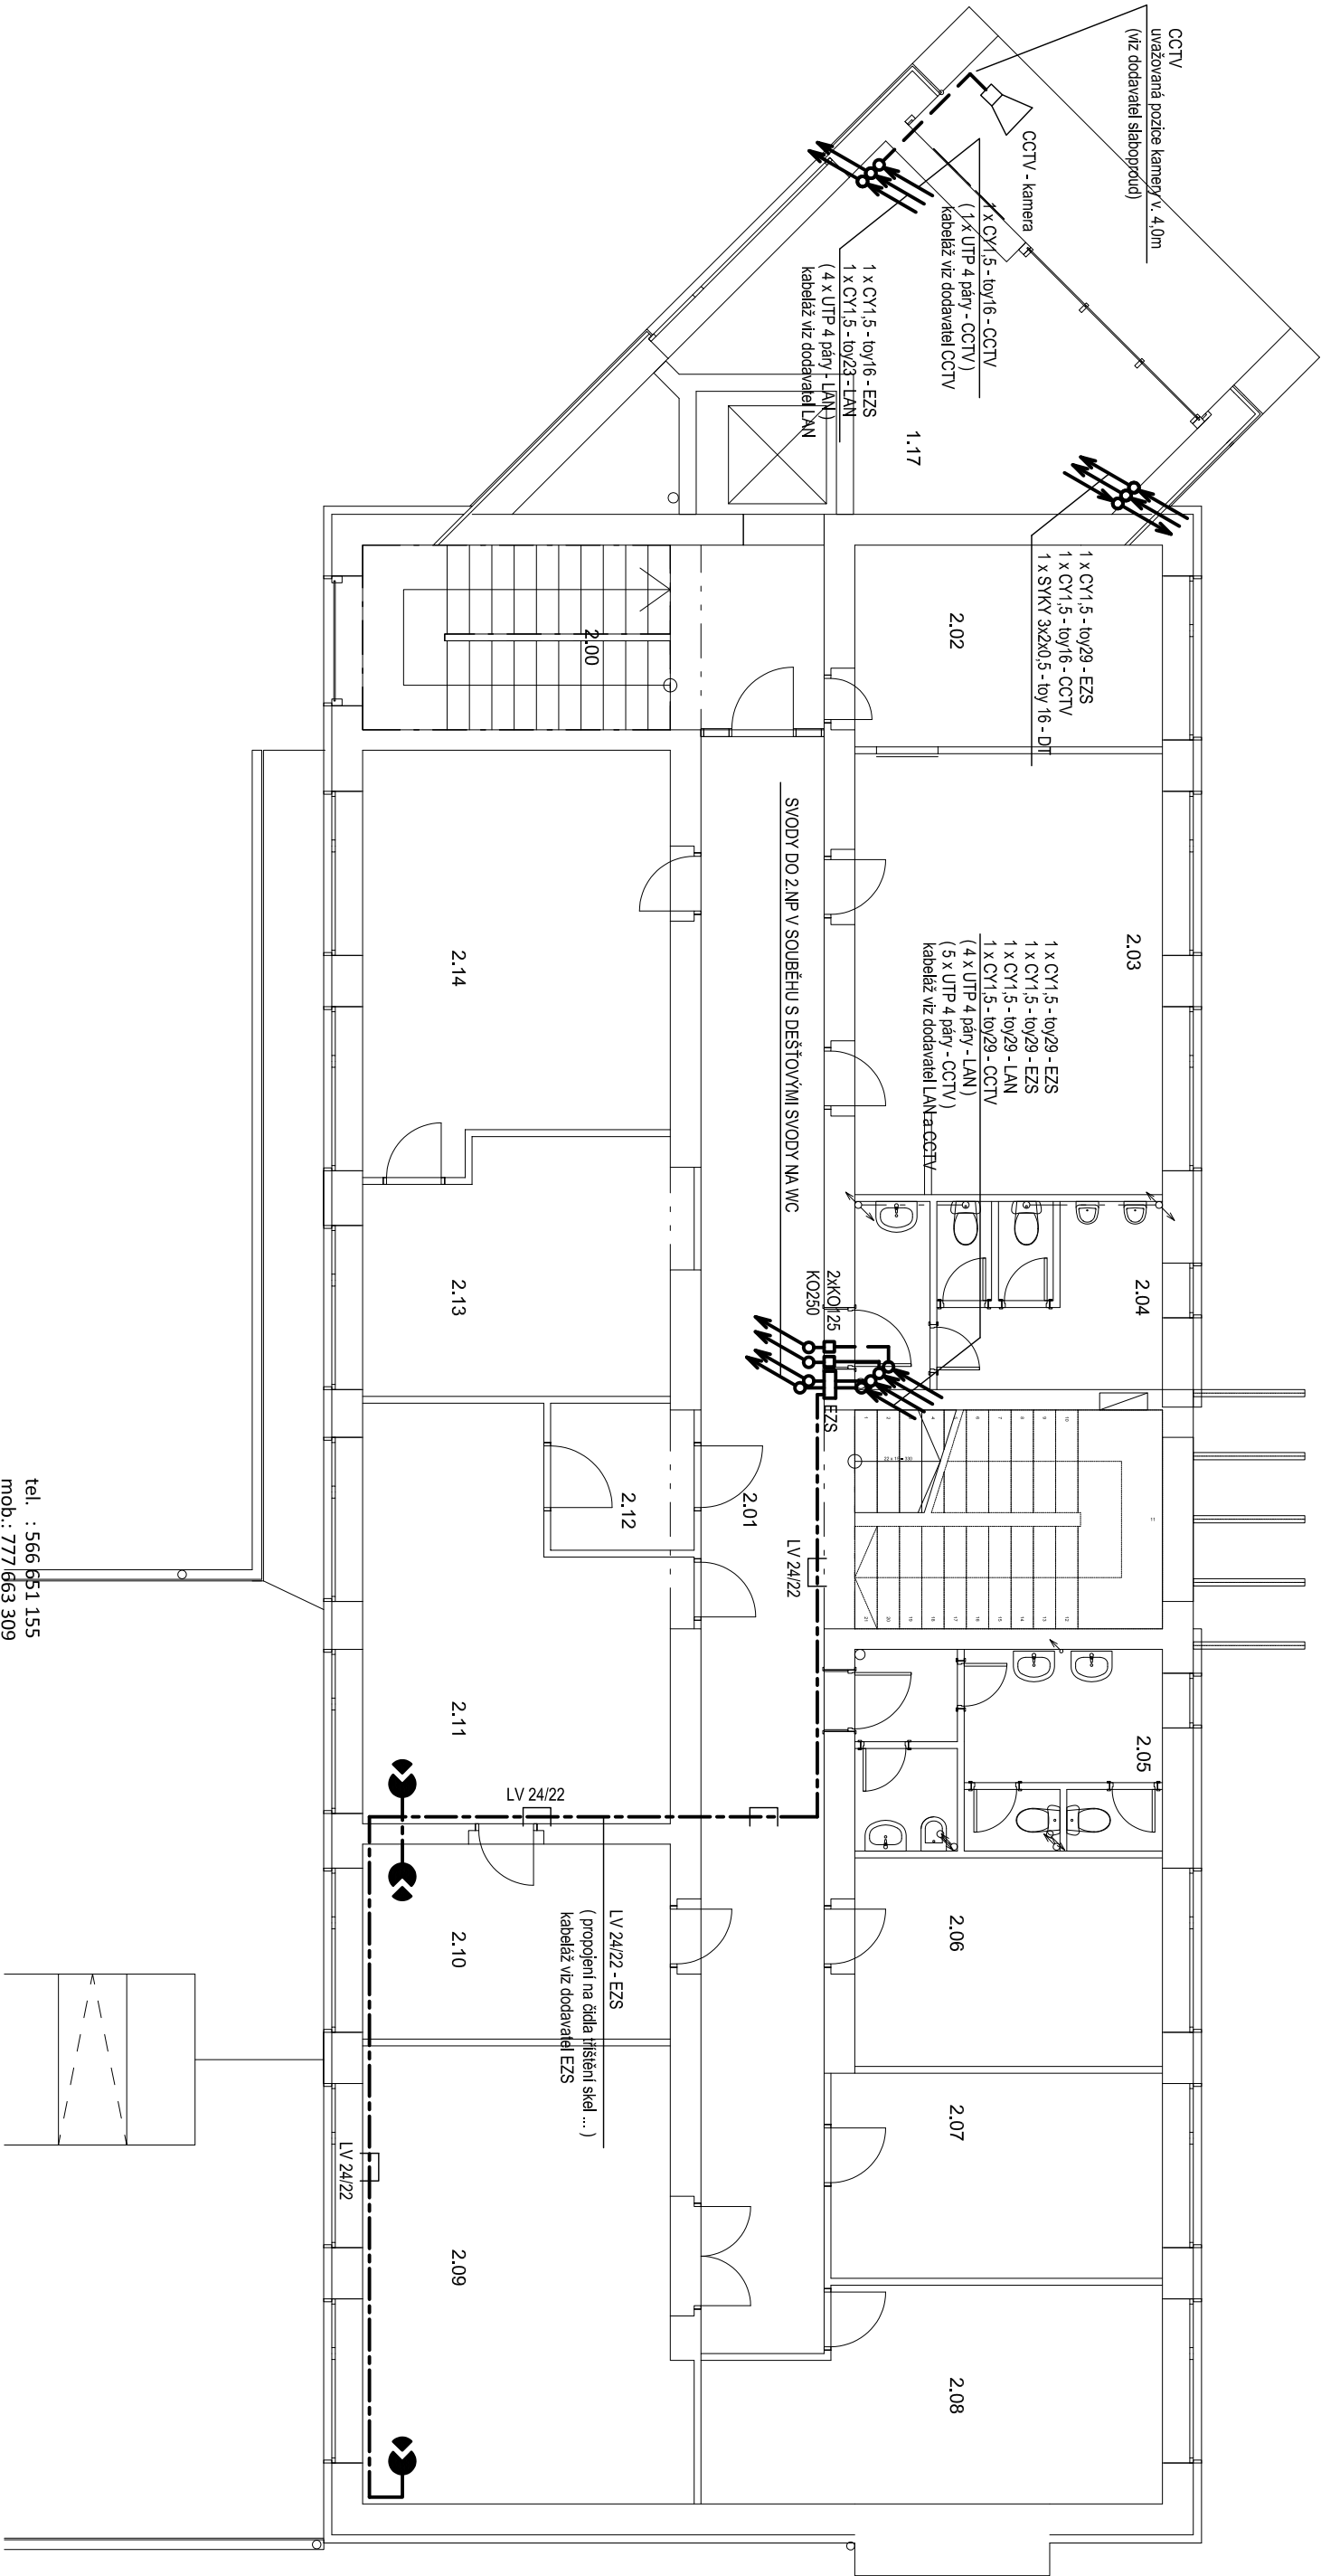 CCTV
uvažovaná pozice kamery v. 4,0m
(viz dodavatel slaboproud)
CCTV - kamera
1 x CY1,5 - toy16 - CCTV
( 1 x UTP 4 páry - CCTV )
kabeláž viz dodavatel CCTV
1 x CY1,5 - toy16 - EZS
1 x CY1,5 - toy23 - LAN
( 4 x UTP 4 páry - LAN )
kabeláž viz dodavatel LAN
1.17
1 x CY1,5 - toy29 - EZS
1 x CY1,5 - toy16 - CCTV
1 x SYKY 3x2x0,5 - toy 16 - DT
2.02
2.00
2.03
1 x CY1,5 - toy29 - EZS
1 x CY1,5 - toy29 - EZS
1 x CY1,5 - toy29 - LAN
1 x CY1,5 - toy29 - CCTV
( 4 x UTP 4 páry - LAN )
( 5 x UTP 4 páry - CCTV )
kabeláž viz dodavatel LAN a CCTV
SVODY DO 2.NP V SOUBĚHU S DEŠŤOVÝMI SVODY NA WC
2.14
2.13
2.04
2xKO125
KO250
EZS
2.01
2.12
LV 24/22
2.05
2.11
LV 24/22
2.10
LV 24/22 - EZS
( propojení na čidla tříštění skel ... )
kabeláž viz dodavatel EZS
2.06
2.07
LV 24/22
2.09
2.08
tel. : 566 651 155
mob.: 777 663 309